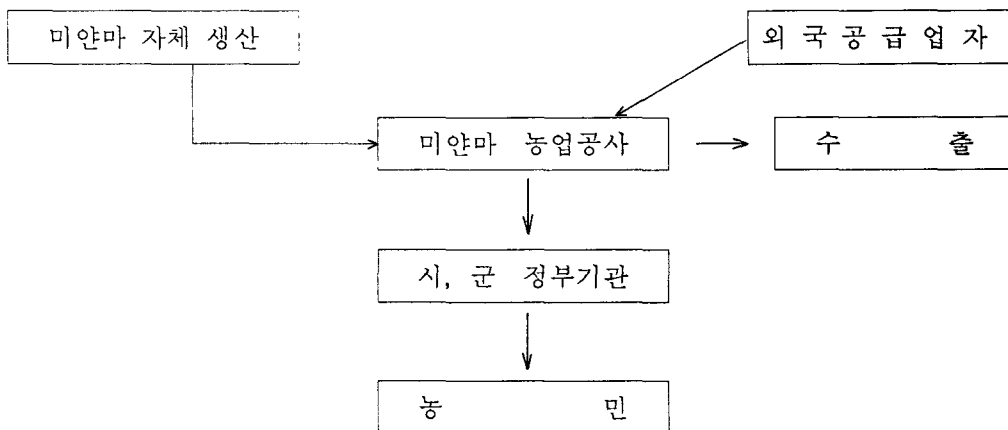 미얀마 자체 생산
외 국 공 급 업 자
미얀마 농업공사
수 출
시, 군 정부기관
농 민